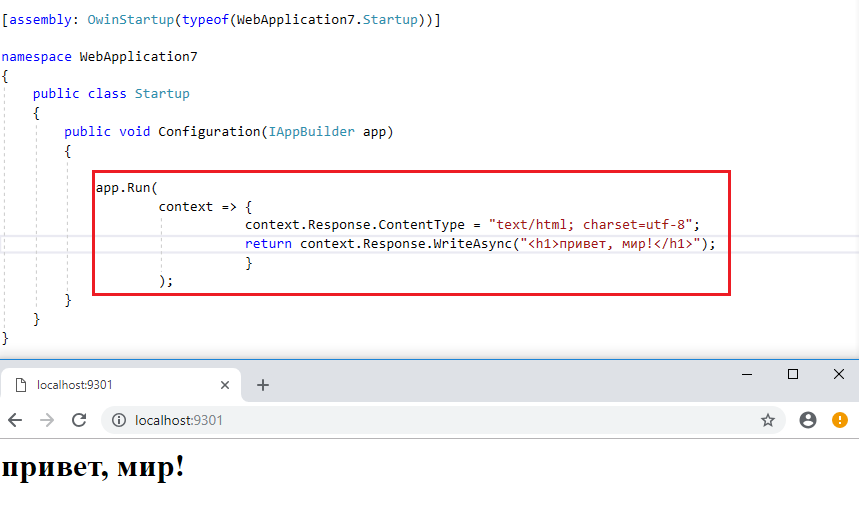 [assembly: OwinStartup(typeof(WebApplication7.Startup))]
namespace WebApplication7
{
public class Startup
{
public void Configuration(IAppBuilder app)
{
app.Run(
context => {
context.Response.ContentType = "text/html; charset=utf-8";
return context.Response.WriteAsync("<h1>привет, мир!</h1>");
}
);
}
}
}
localhost:9301
localhost:9301
привет, мир!